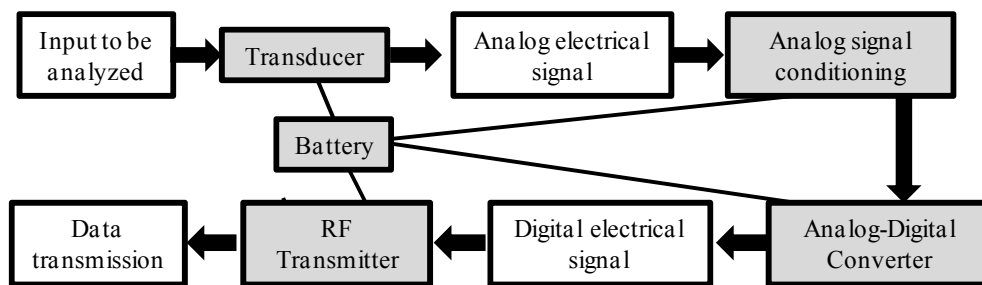 Input to be
analyzed
Transducer
Analog electrical
signal
Analog signal
conditioning
Battery
Data
transmission
RF
Transmitter
Digital electrical
signal
Analog-Digital
Converter